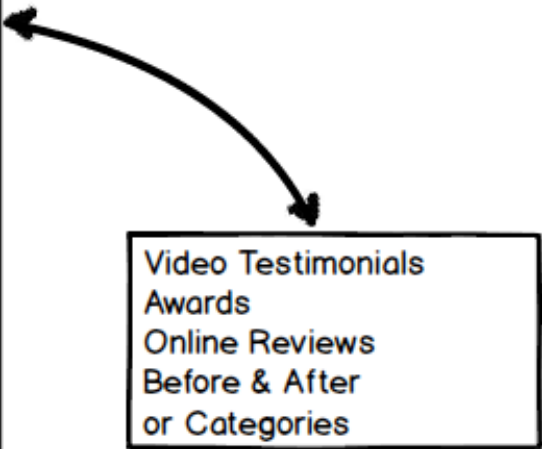 Video Testimonials
Awards
Online Reviews
Before & After
or Categories